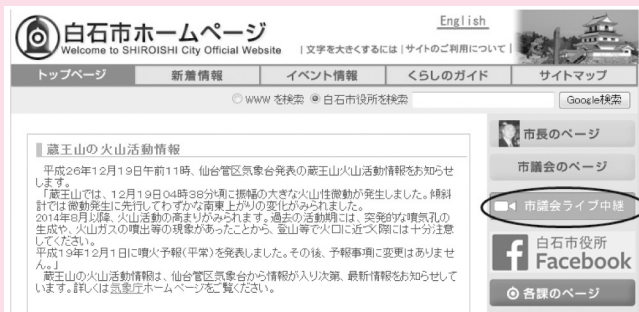 English
白石市ホームページ
Welcome to SHIROISHI City Official Website
|文字を大きくするには|サイトのご利用について|
トップページ
新着情報
イベント情報
くらしのガイド
サイトマップ
WWW を検索 白石市役所を検索
Google検索
蔵王山の火山活動情報
平成26年12月19日午前11時、仙台管区気象台発表の蔵王山火山活動情報をお知らせ
します。
「蔵王山では、12月19日04時38分頃に振幅の大きな火山性微動が発生しました。傾斜
計では微動発生に先行してわずかな南東上がりの変化がみられました。
2014年8月以降、火山活動の高まりがみられます。過去の活動期には、突発的な噴気孔の
生成や、火山ガスの噴出等の現象があったことから、登山等で火口に近づく際には十分注意
してください。
平成19年12月1日に噴火予報(平常)を発表しました。その後、予報事項に変更はありませ
ん。」
蔵王山の火山活動情報は、仙台管区気象台から情報が入り次第、最新情報をお知らせして
います。詳しくは気象庁ホームページをご覧ください。
市長のページ
市議会のページ
市議会ライブ中継
白石市役所
Facebook
各課のページ